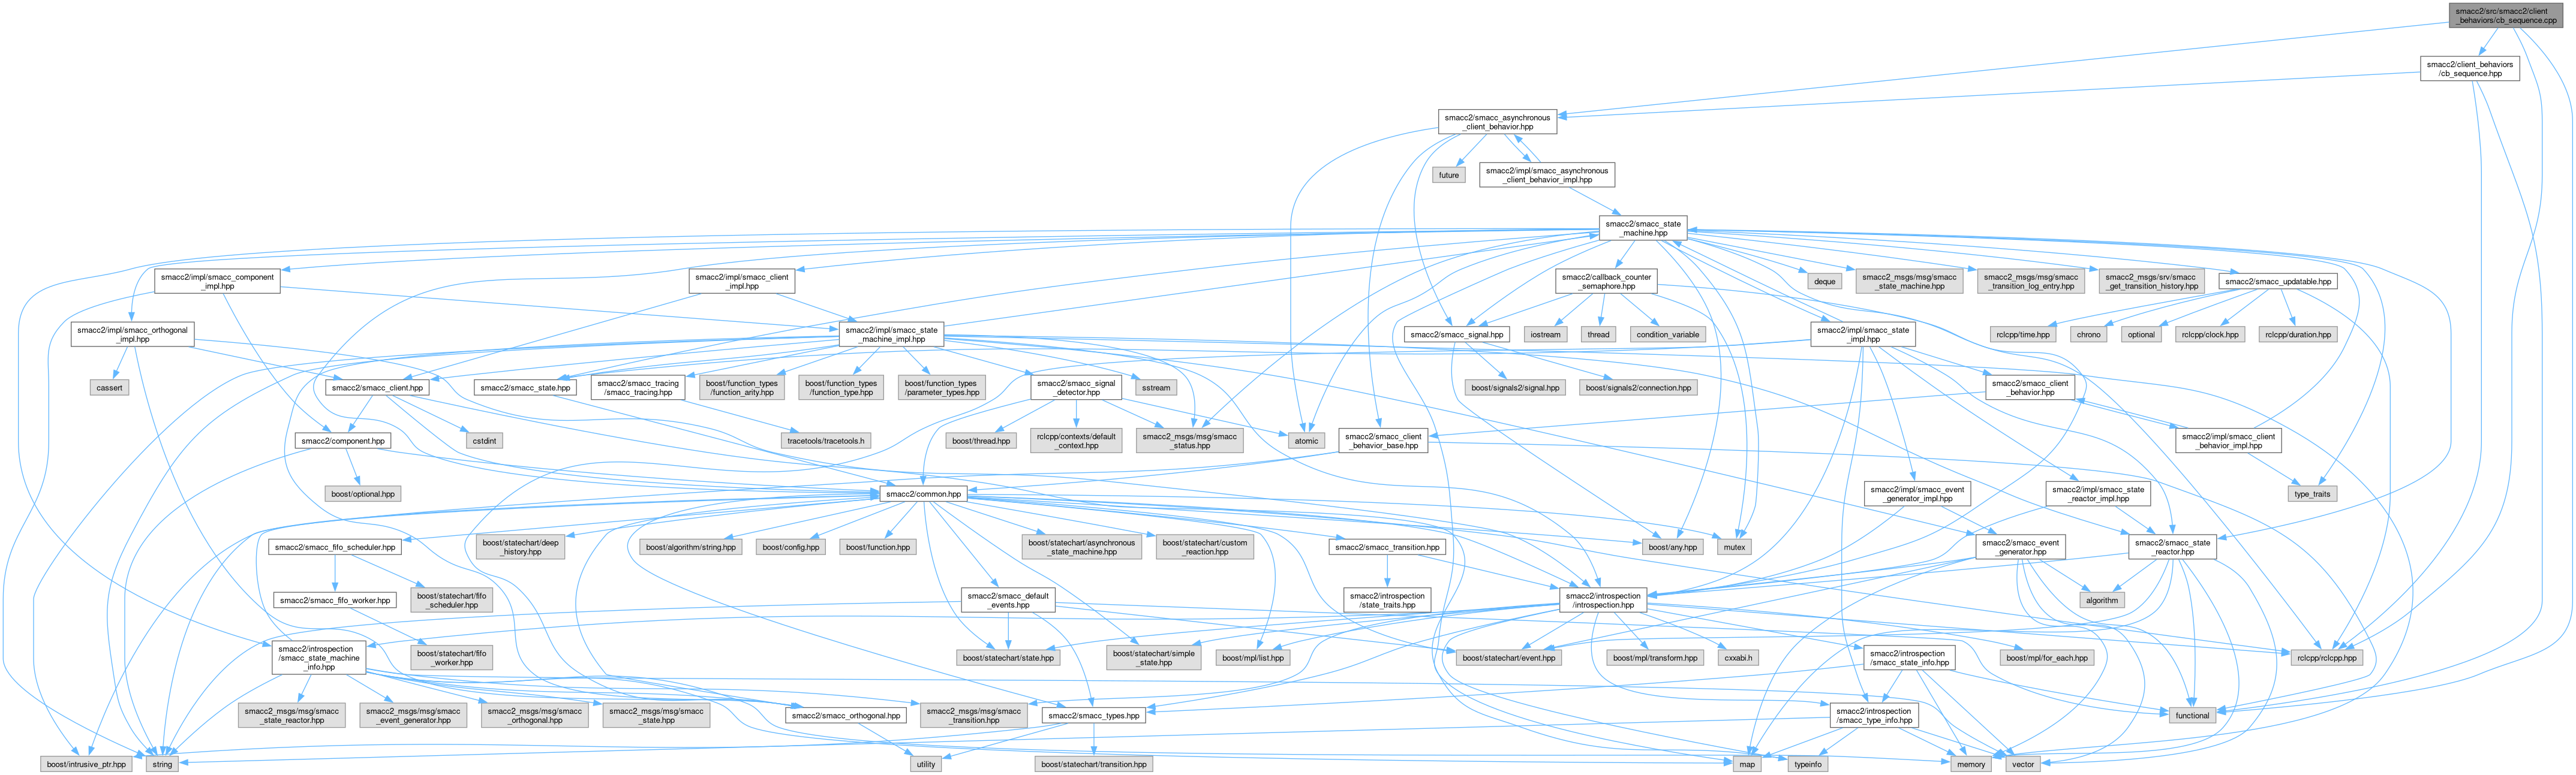 smacc2/src/smacc2/client
_behaviors/cb_sequence.cpp
smacc2/client_behaviors
/cb_sequence.hpp
smacc2/smacc_asynchronous
_client_behavior.hpp
future
smacc2/impl/smacc_asynchronous
_client_behavior_impl.hpp
smacc2/smacc_state
_machine.hpp
smacc2/impl/smacc_component
_impl.hpp
smacc2/impl/smacc_client
_impl.hpp
smacc2/callback_counter
_semaphore.hpp
deque
smacc2_msgs/msg/smacc
_state_machine.hpp
smacc2_msgs/msg/smacc
_transition_log_entry.hpp
smacc2_msgs/srv/smacc
_get_transition_history.hpp
smacc2/smacc_updatable.hpp
smacc2/impl/smacc_orthogonal
_impl.hpp
smacc2/impl/smacc_state
_machine_impl.hpp
smacc2/smacc_signal.hpp
iostream
thread
condition_variable
smacc2/impl/smacc_state
_impl.hpp
rclcpp/time.hpp
chrono
optional
rclcpp/clock.hpp
rclcpp/duration.hpp
cassert
smacc2/smacc_client.hpp
smacc2/smacc_state.hpp
smacc2/smacc_tracing
/smacc_tracing.hpp
boost/function_types
/function_arity.hpp
boost/function_types
/function_type.hpp
boost/function_types
/parameter_types.hpp
smacc2/smacc_signal
_detector.hpp
sstream
boost/signals2/signal.hpp
boost/signals2/connection.hpp
smacc2/smacc_client
_behavior.hpp
smacc2/component.hpp
cstdint
tracetools/tracetools.h
boost/thread.hpp
rclcpp/contexts/default
_context.hpp
smacc2_msgs/msg/smacc
_status.hpp
atomic
smacc2/smacc_client
_behavior_base.hpp
smacc2/impl/smacc_client
_behavior_impl.hpp
boost/optional.hpp
smacc2/common.hpp
smacc2/impl/smacc_event
_generator_impl.hpp
smacc2/impl/smacc_state
_reactor_impl.hpp
type_traits
smacc2/smacc_fifo_scheduler.hpp
boost/statechart/deep
_history.hpp
boost/algorithm/string.hpp
boost/config.hpp
boost/function.hpp
boost/statechart/asynchronous
_state_machine.hpp
boost/statechart/custom
_reaction.hpp
smacc2/smacc_transition.hpp
boost/any.hpp
mutex
smacc2/smacc_event
_generator.hpp
smacc2/smacc_state
_reactor.hpp
smacc2/smacc_fifo_worker.hpp
boost/statechart/fifo
_scheduler.hpp
smacc2/smacc_default
_events.hpp
smacc2/introspection
/state_traits.hpp
smacc2/introspection
/introspection.hpp
algorithm
smacc2/introspection
/smacc_state_machine
_info.hpp
boost/statechart/fifo
_worker.hpp
boost/statechart/state.hpp
boost/statechart/simple
_state.hpp
boost/mpl/list.hpp
boost/statechart/event.hpp
boost/mpl/transform.hpp
cxxabi.h
smacc2/introspection
/smacc_state_info.hpp
boost/mpl/for_each.hpp
rclcpp/rclcpp.hpp
smacc2_msgs/msg/smacc
_state_reactor.hpp
smacc2_msgs/msg/smacc
_event_generator.hpp
smacc2_msgs/msg/smacc
_orthogonal.hpp
smacc2_msgs/msg/smacc
_state.hpp
smacc2/smacc_orthogonal.hpp
smacc2_msgs/msg/smacc
_transition.hpp
smacc2/smacc_types.hpp
smacc2/introspection
/smacc_type_info.hpp
functional
boost/intrusive_ptr.hpp
string
utility
boost/statechart/transition.hpp
map
typeinfo
memory
vector